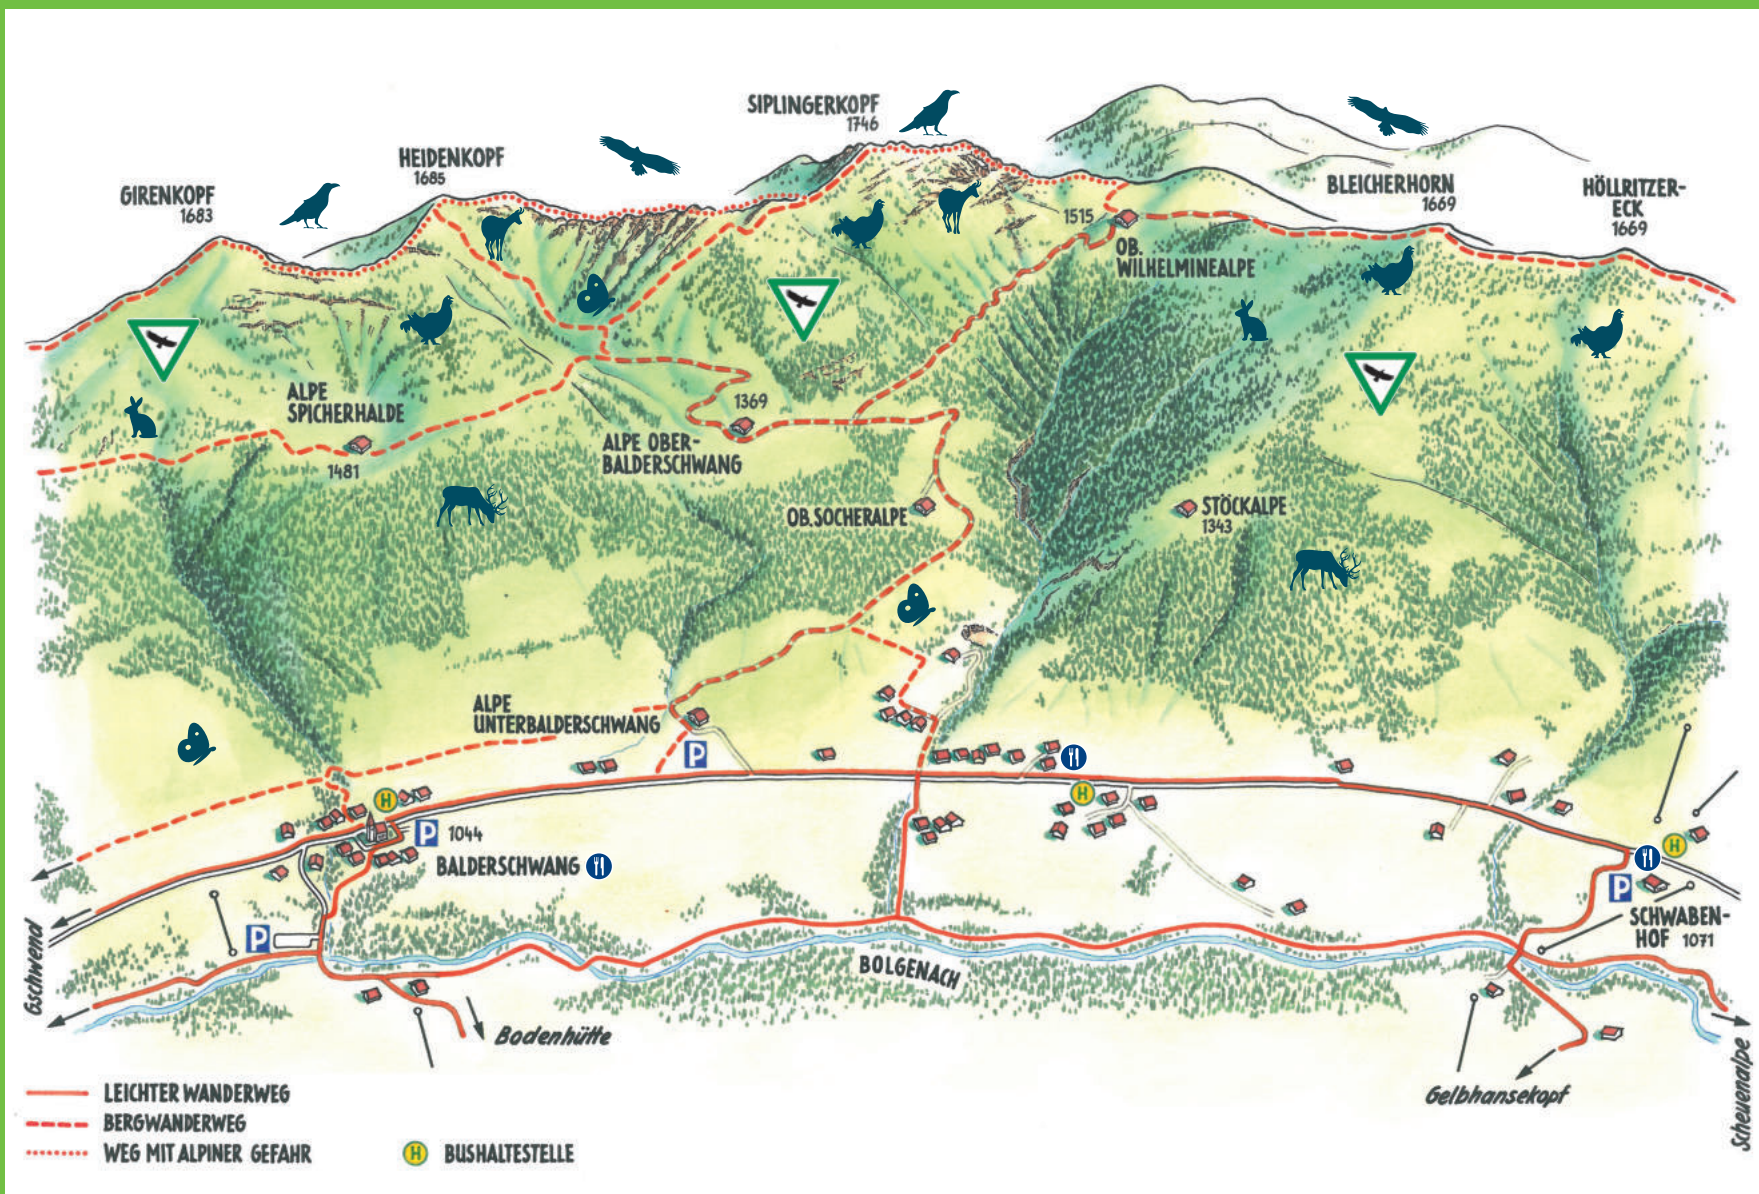 SIPLINGERKOPF
1746
HEIDENKOPF
1685
GIRENKOPF
1683
BLEICHERHORN
1669
HÖLLRITZER-
ECK
1669
1515
OB.
WILHELMINEALPE
ALPE
SPICHERHALDE
1481
1369
ALPE OBER-
BALDERSCHWANG
OB. SOCHERALPE
STÖCKALPE
1343
ALPE
UNTERBALDERSCHWANG
P
H
P 1044
BALDERSCHWANG
H
H
P
SCHWABEN-
HOF 1071
P
Gschwend
BOLGENACH
Bodenhütte
Gelbhansekopf
Scheuenalpe
LEICHTER WANDERWEG
BERGWANDERWEG
WEG MIT ALPINER GEFAHR
H BUSHALTESTELLE